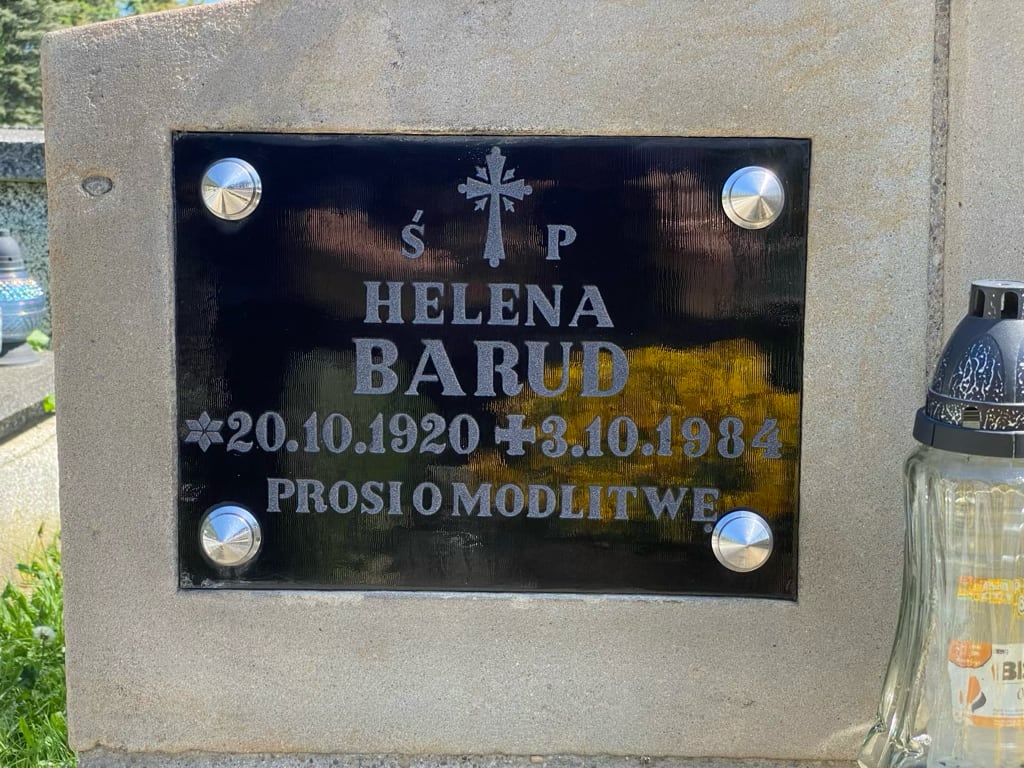 Ś P
HELENA
BARUD
*20.10.1920 ✝3.10.1984
PROSI O MODLITWĘ